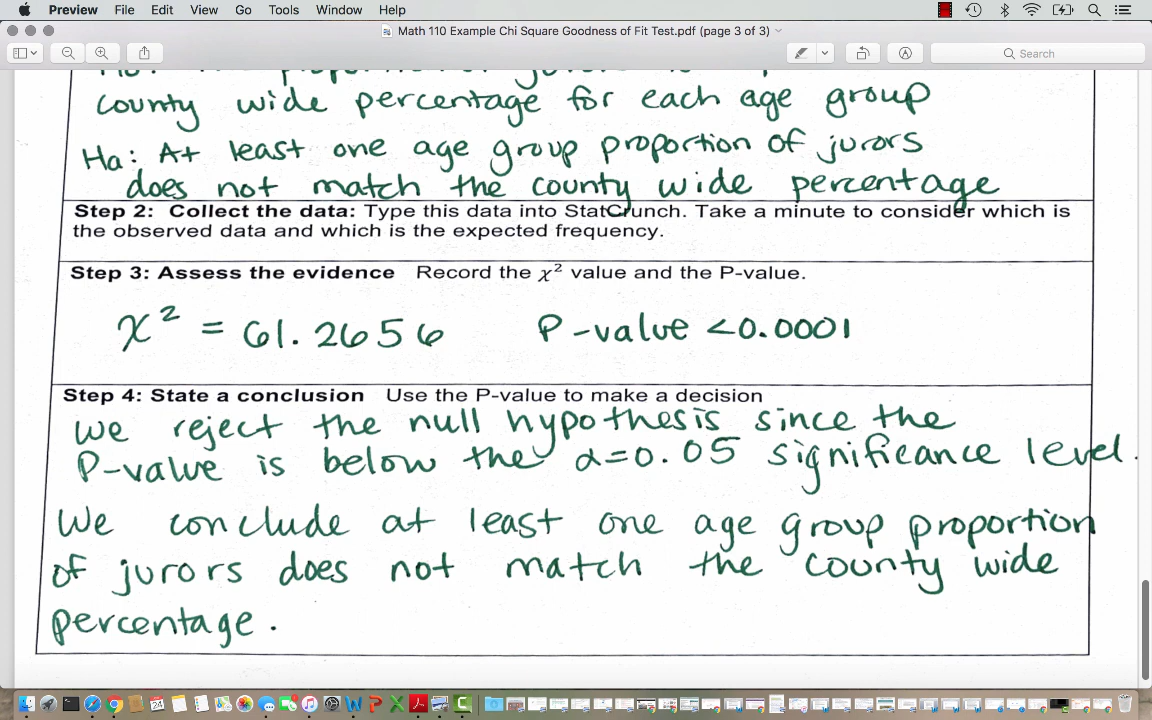 Preview File Edit View Go Tools Window Help
Math 110 Example Chi Square Goodness of Fit Test.pdf (page 3 of 3)
Search
county wide percentage for each age group
Ha: At least one age group proportion of jurors
does not match the county wide percentage
Step 2: Collect the data: Type this data into StatCrunch. Take a minute to consider which is
the observed data and which is the expected frequency.
Step 3: Assess the evidence Record the χ² value and the P-value.
χ² = 61.2656 P-value <0.0001
Step 4: State a conclusion Use the P-value to make a decision
We reject the null hypothesis since the
P-value is below the α=0.05 significance level.
We conclude at least one age group proportion
of jurors does not match the county wide
percentage.